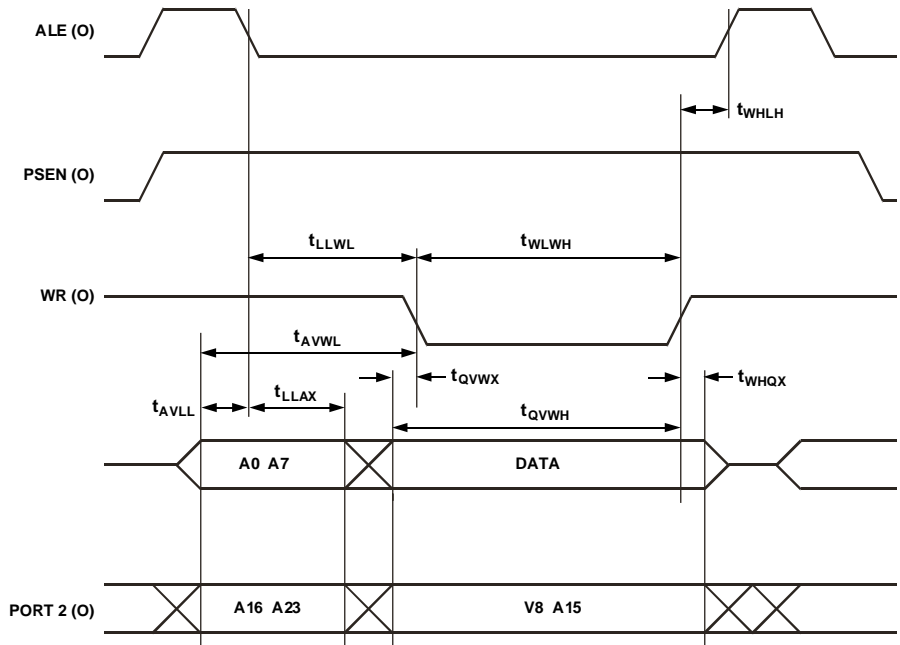 ALE (O)
tWHLH
PSEN (O)
tLLWL
tWLWH
WR (O)
tAVWL
tQVWX
tWHQX
tLLAX
tAVLL
tQVWH
A0 A7
DATA
PORT 2 (O)
A16 A23
V8 A15